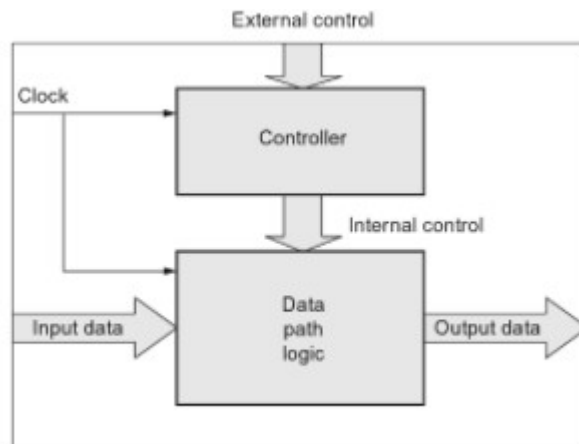 External control
Clock
Controller
Internal control
Input data
Data
path
logic
Output data